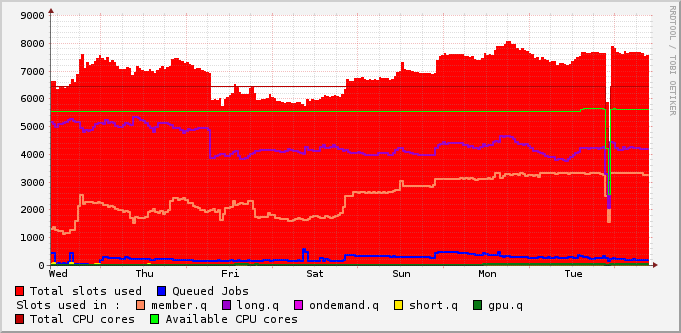 9000
8000
7000
6000
5000
4000
3000
2000
1000
0
Wed Thu Fri Sat Sun Mon Tue
RRDTOOL / TOBI OETIKER
Total slots used Queued Jobs
Slots used in : member.q long.q ondemand.q short.q gpu.q
Total CPU cores Available CPU cores